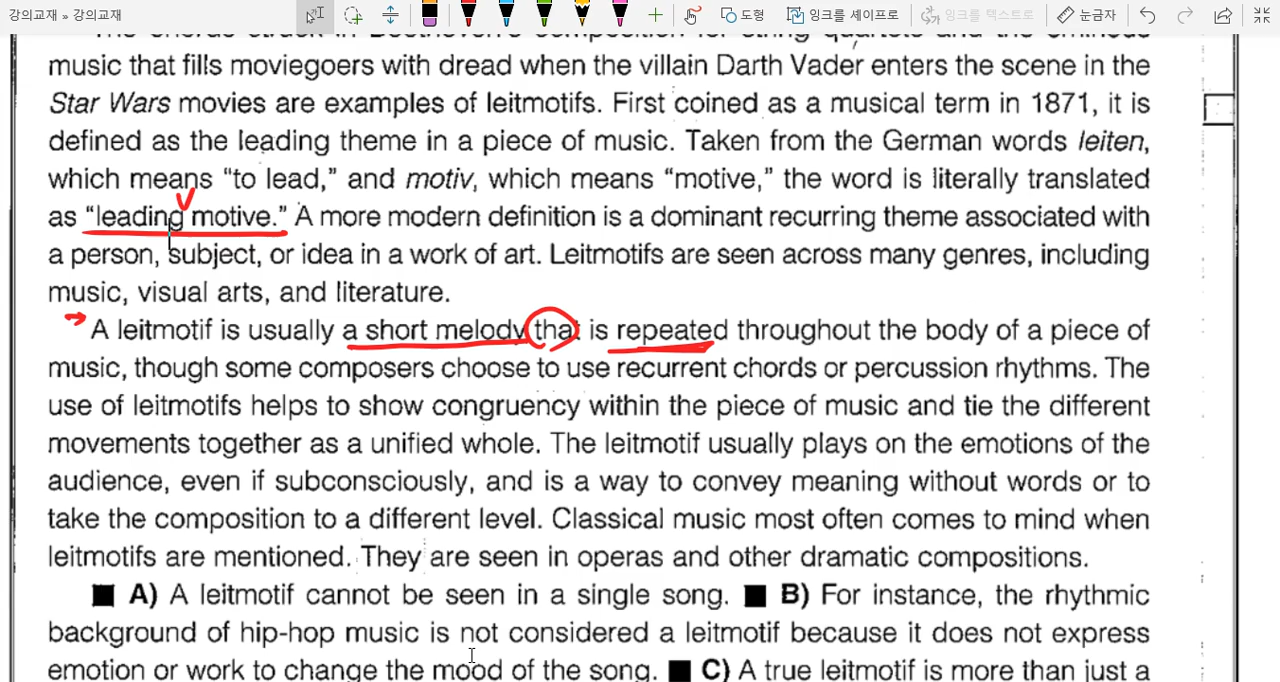 강의교재 » 강의교재
도형 잉크를 셰이프로 잉크를 텍스트로 눈금자
The chords struck in Beethoven's composition for string quartets and the ominous
music that fills moviegoers with dread when the villain Darth Vader enters the scene in the
Star Wars movies are examples of leitmotifs. First coined as a musical term in 1871, it is
defined as the leading theme in a piece of music. Taken from the German words leiten,
which means “to lead,” and motiv, which means “motive,” the word is literally translated
as “leading motive.” A more modern definition is a dominant recurring theme associated with
a person, subject, or idea in a work of art. Leitmotifs are seen across many genres, including
music, visual arts, and literature.
A leitmotif is usually a short melody that is repeated throughout the body of a piece of
music, though some composers choose to use recurrent chords or percussion rhythms. The
use of leitmotifs helps to show congruency within the piece of music and tie the different
movements together as a unified whole. The leitmotif usually plays on the emotions of the
audience, even if subconsciously, and is a way to convey meaning without words or to
take the composition to a different level. Classical music most often comes to mind when
leitmotifs are mentioned. They are seen in operas and other dramatic compositions.
■ A) A leitmotif cannot be seen in a single song. ■ B) For instance, the rhythmic
background of hip-hop music is not considered a leitmotif because it does not express
emotion or work to change the mood of the song. ■ C) A true leitmotif is more than just a